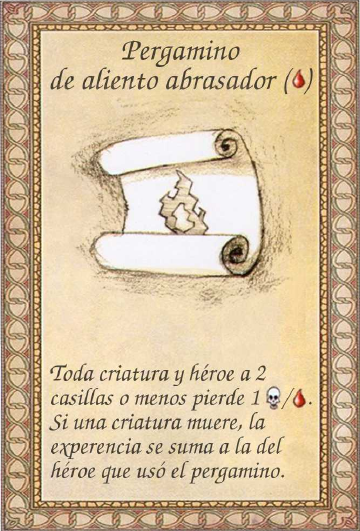 Pergamino
de aliento abrasador (🩸)
Toda criatura y héroe a 2
casillas o menos pierde 1 💀/🩸.
Si una criatura muere, la
experencia se suma a la del
héroe que usó el pergamino.